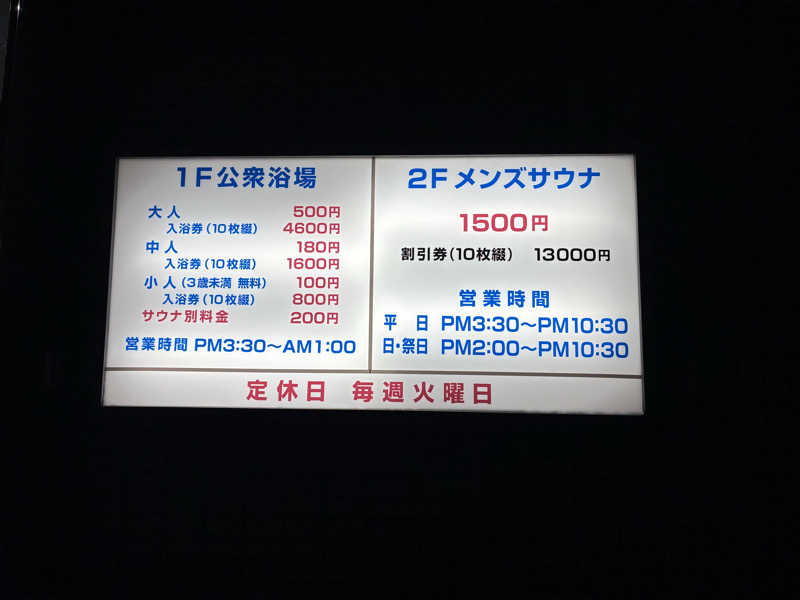 1F公衆浴場
大人 500円
入浴券(10枚綴) 4600円
中人 180円
入浴券(10枚綴) 1600円
小人(3歳未満 無料) 100円
入浴券(10枚綴) 800円
サウナ別料金 200円
営業時間 PM3:30～AM1:00
2Fメンズサウナ
1500円
割引券(10枚綴) 13000円
営業時間
平日 PM3:30～PM10:30
日・祭日 PM2:00～PM10:30
定休日 毎週火曜日